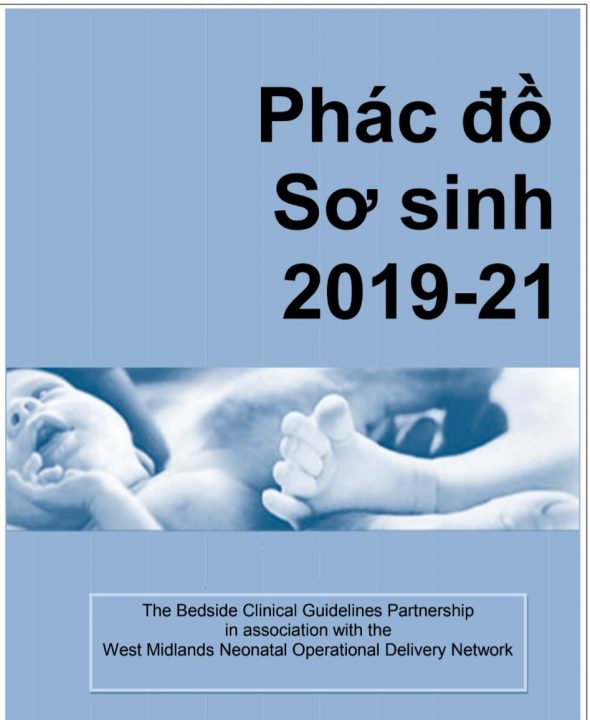 Phác đồ
Sơ sinh
2019-21
The Bedside Clinical Guidelines Partnership
in association with the
West Midlands Neonatal Operational Delivery Network